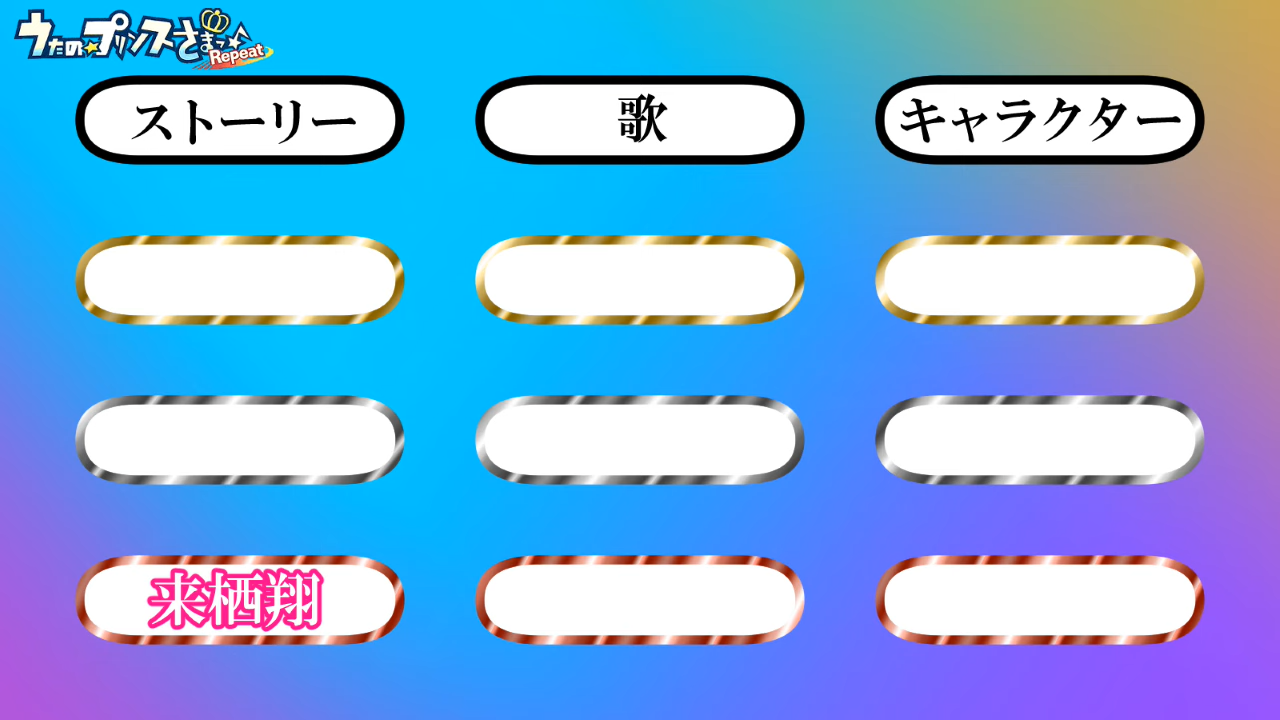 うたの☆プリンスさまっ♪
Repeat
ストーリー
歌
キャラクター
来栖翔